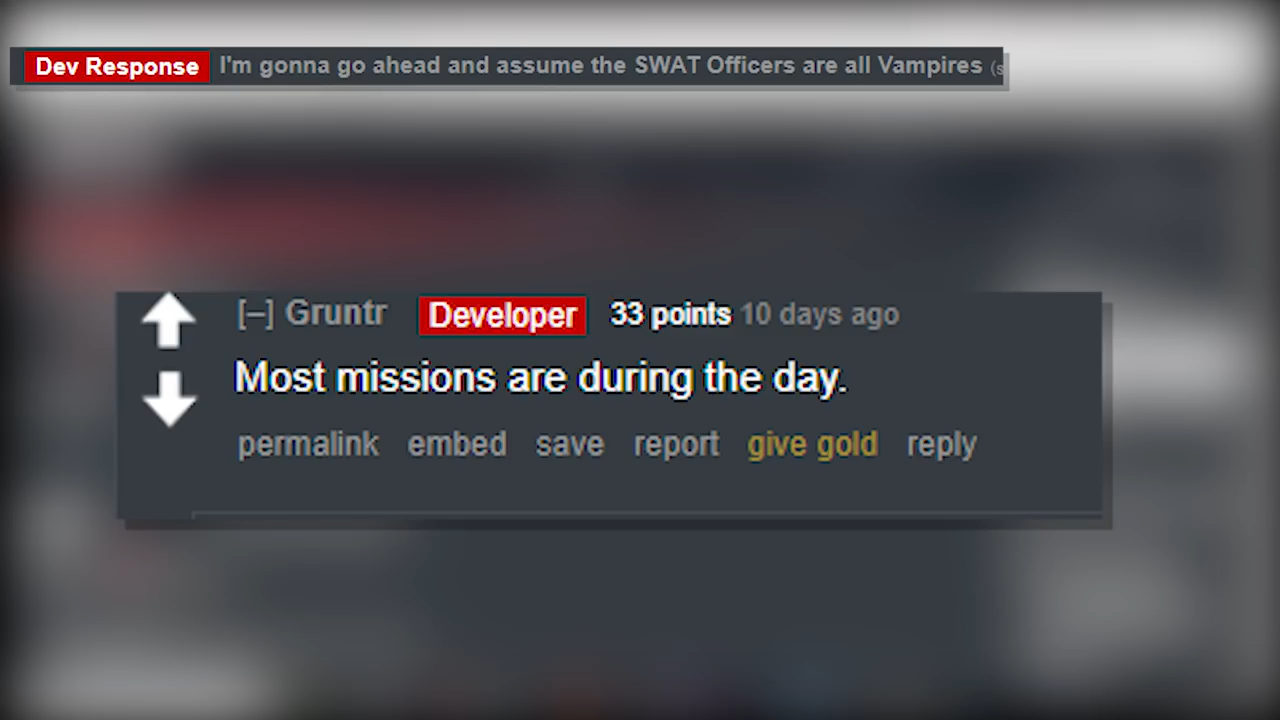 Dev Response I'm gonna go ahead and assume the SWAT Officers are all Vampires (s
[–] Gruntr Developer 33 points 10 days ago
Most missions are during the day.
permalink embed save report give gold reply